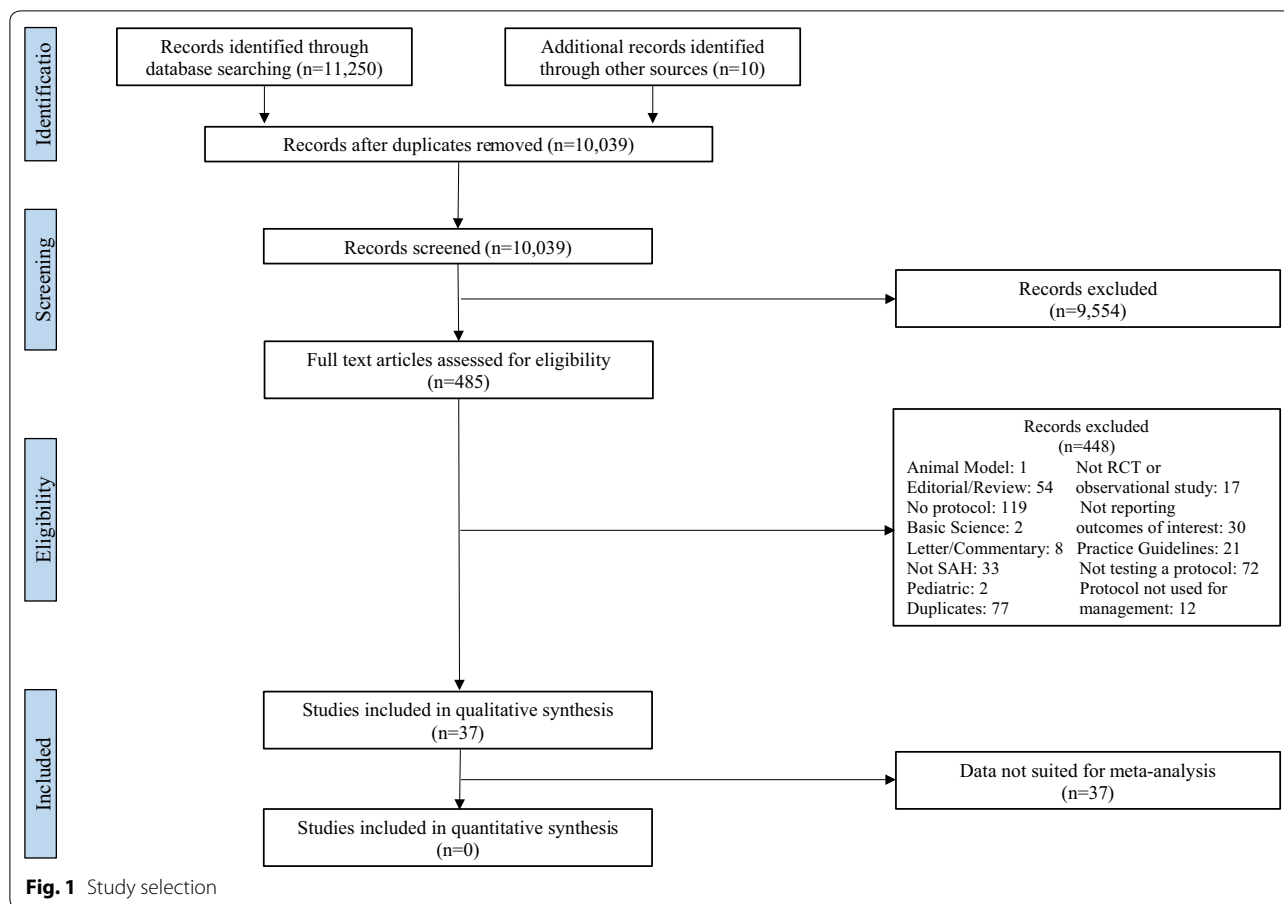 Identificatio
Records identified through
database searching (n=11,250)
Additional records identified
through other sources (n=10)
Records after duplicates removed (n=10,039)
Screening
Records screened (n=10,039)
Records excluded
(n=9,554)
Full text articles assessed for eligibility
(n=485)
Eligibility
Records excluded
(n=448)
Animal Model: 1
Editorial/Review: 54
No protocol: 119
Basic Science: 2
Letter/Commentary: 8
Not SAH: 33
Pediatric: 2
Duplicates: 77
Not RCT or
observational study: 17
Not reporting
outcomes of interest: 30
Practice Guidelines: 21
Not testing a protocol: 72
Protocol not used for
management: 12
Included
Studies included in qualitative synthesis
(n=37)
Data not suited for meta-analysis
(n=37)
Studies included in quantitative synthesis
(n=0)
Fig. 1 Study selection